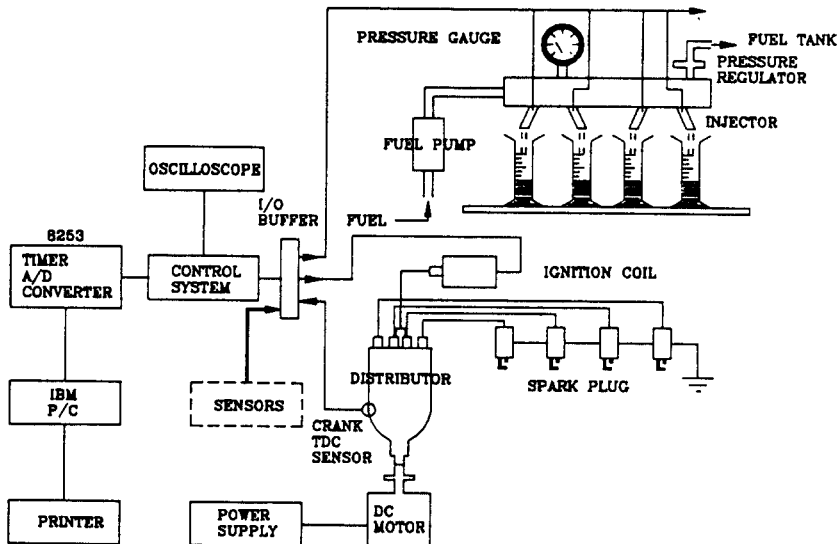 PRESSURE GAUGE
FUEL TANK
PRESSURE
REGULATOR
INJECTOR
FUEL PUMP
OSCILLOSCOPE
I/O
BUFFER
FUEL
8253
TIMER
A/D
CONVERTER
CONTROL
SYSTEM
IGNITION COIL
DISTRIBUTOR
SPARK PLUG
IBM
P/C
SENSORS
CRANK
TDC
SENSOR
PRINTER
POWER
SUPPLY
DC
MOTOR